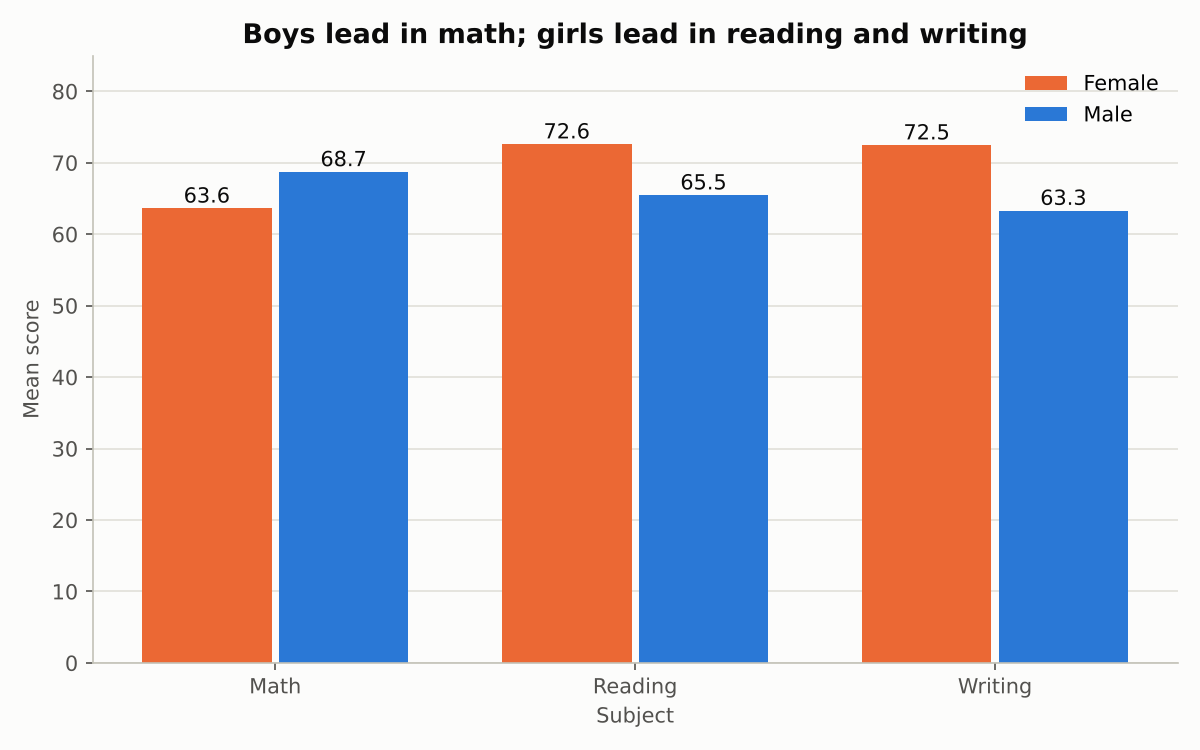 Boys lead in math; girls lead in reading and writing
Female
Male
80
70
60
50
40
30
20
10
0
Mean score
63.6
68.7
72.6
65.5
72.5
63.3
Math
Reading
Writing
Subject